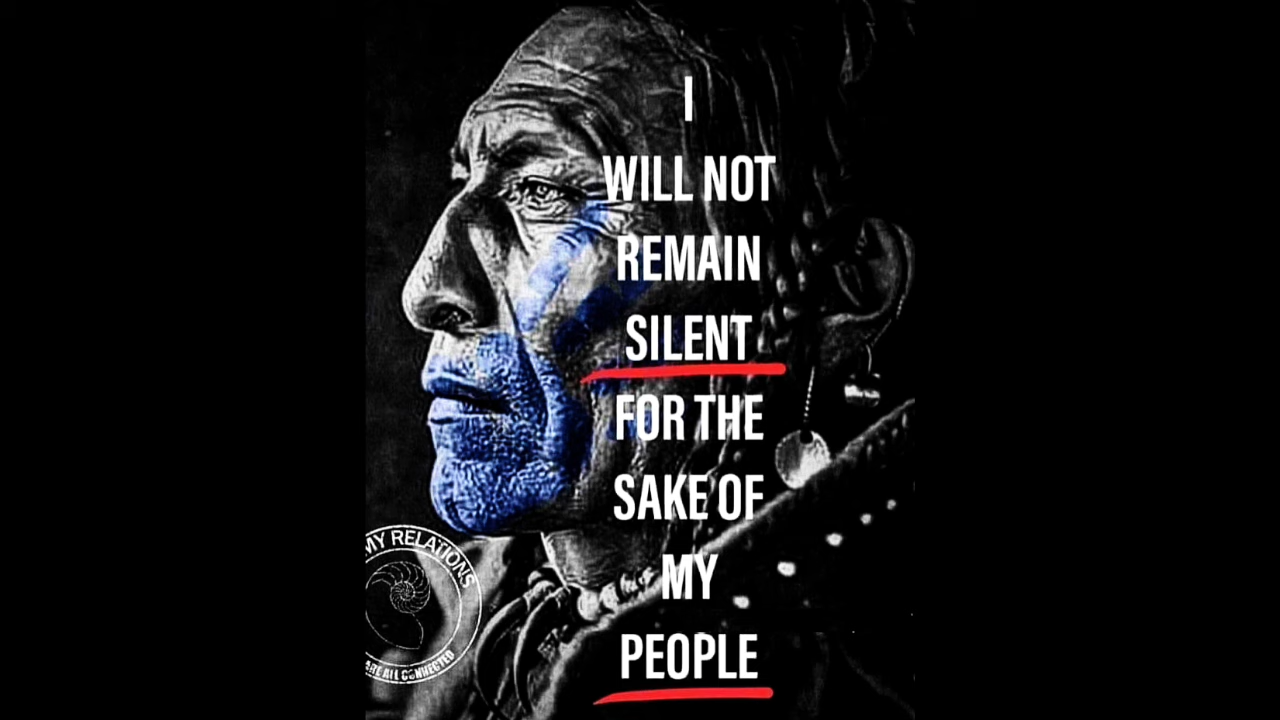 I
WILL NOT
REMAIN
SILENT
FOR THE
SAKE OF
MY
PEOPLE
MY RELATIONS
ARE ALL CONNECTED